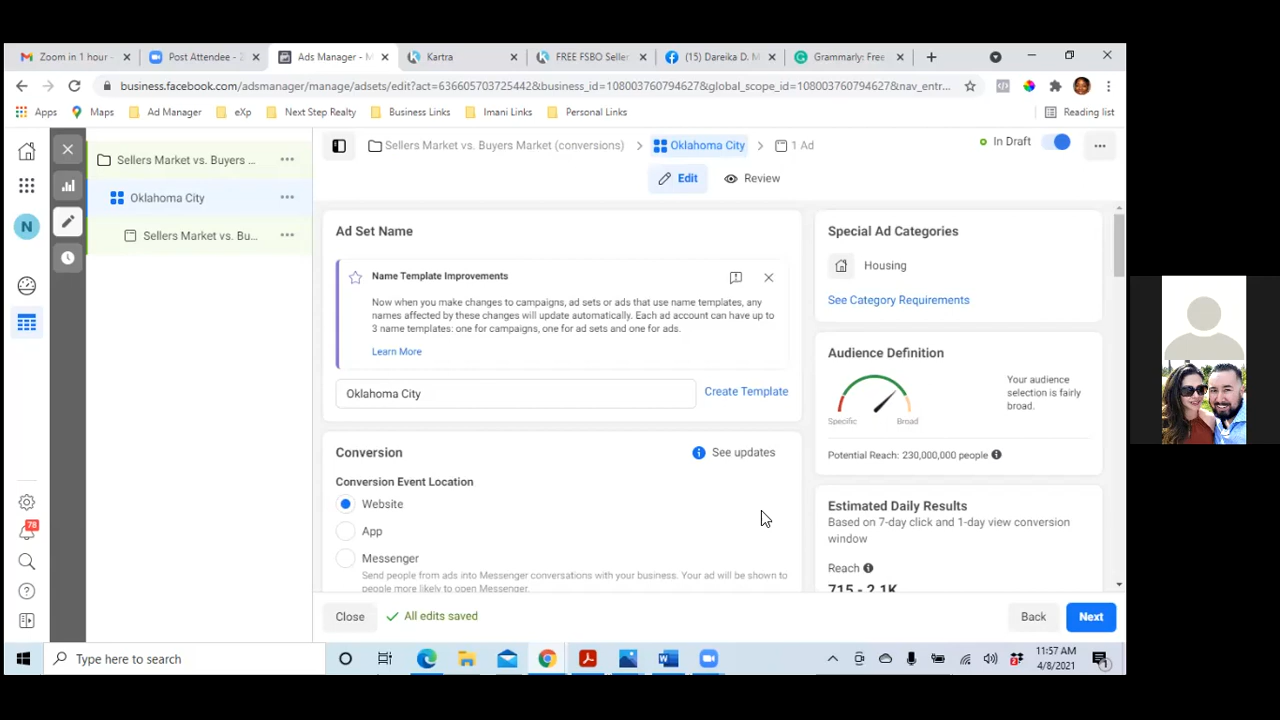 Zoom in 1 hour -
Post Attendee - 2
Ads Manager - M
Kartra
FREE FSBO Seller
(15) Dareika D. M
Grammarly: Free
business.facebook.com/adsmanager/manage/adsets/edit?act=636605703725442&business_id=108003760794627&global_scope_id=108003760794627&nav_entr...
Apps
Maps
Ad Manager
eXp
Next Step Realty
Business Links
Imani Links
Personal Links
Reading list
Sellers Market vs. Buyers ...
Oklahoma City
Sellers Market vs. Bu...
N
78
Sellers Market vs. Buyers Market (conversions)
Oklahoma City
1 Ad
In Draft
Edit
Review
Ad Set Name
Name Template Improvements
Now when you make changes to campaigns, ad sets or ads that use name templates, any
names affected by these changes will update automatically. Each ad account can have up to
3 name templates: one for campaigns, one for ad sets and one for ads.
Learn More
Oklahoma City
Create Template
Conversion
See updates
Conversion Event Location
Website
App
Messenger
Send people from ads into Messenger conversations with your business. Your ad will be shown to
people more likely to open Messenger.
Special Ad Categories
Housing
See Category Requirements
Audience Definition
Your audience
selection is fairly
broad.
Specific
Broad
Potential Reach: 230,000,000 people
Estimated Daily Results
Based on 7-day click and 1-day view conversion
window
Reach
715 - 2.1K
Close
All edits saved
Back
Next
Type here to search
11:57 AM
4/8/2021
1